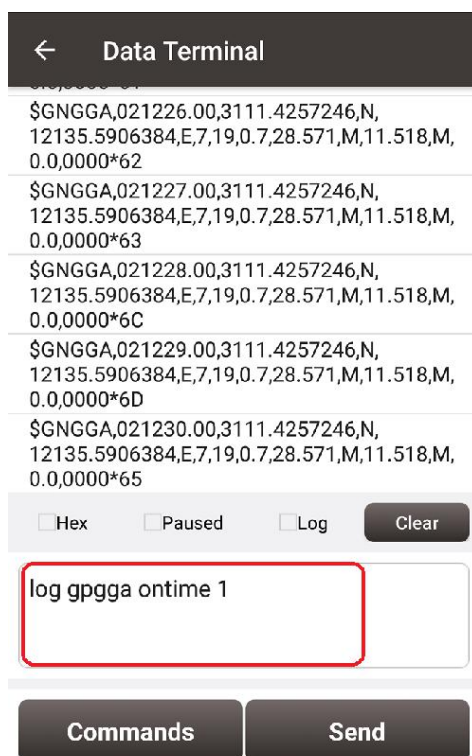 Data Terminal
$GNGGA,021226.00,3111.4257246,N,
12135.5906384,E,7,19,0.7,28.571,M,11.518,M,
0.0,0000*62
$GNGGA,021227.00,3111.4257246,N,
12135.5906384,E,7,19,0.7,28.571,M,11.518,M,
0.0,0000*63
$GNGGA,021228.00,3111.4257246,N,
12135.5906384,E,7,19,0.7,28.571,M,11.518,M,
0.0,0000*6C
$GNGGA,021229.00,3111.4257246,N,
12135.5906384,E,7,19,0.7,28.571,M,11.518,M,
0.0,0000*6D
$GNGGA,021230.00,3111.4257246,N,
12135.5906384,E,7,19,0.7,28.571,M,11.518,M,
0.0,0000*65
Hex Paused Log Clear
log gpgga ontime 1
Commands Send